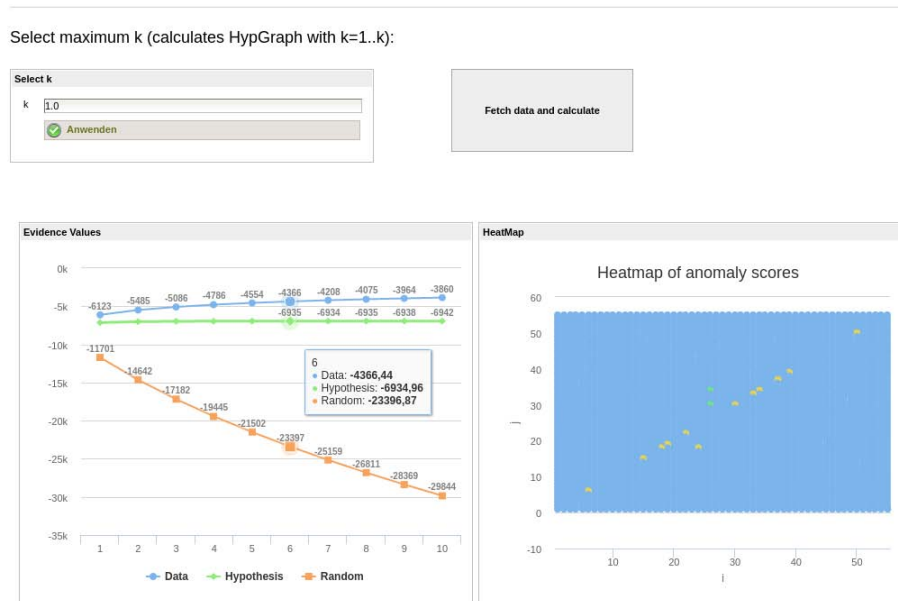 Select maximum k (calculates HypGraph with k=1..k):
Select k
k 1.0
Anwenden
Fetch data and calculate
Evidence Values
0k
-5k
-10k
-15k
-20k
-25k
-30k
-35k
-6123 -5485 -5086 -4786 -4554 -4366 -4208 -4075 -3964 -3860
-6935 -6934 -6935 -6938 -6942
-11701
-14642
-17182
-19445
-21502
-23397
-25159
-26811
-28369
-29844
6
Data: -4366,44
Hypothesis: -6934,96
Random: -23396,87
1 2 3 4 5 6 7 8 9 10
Data Hypothesis Random
HeatMap
Heatmap of anomaly scores
60
50
40
30
20
10
0
-10
j
10 20 30 40 50
i